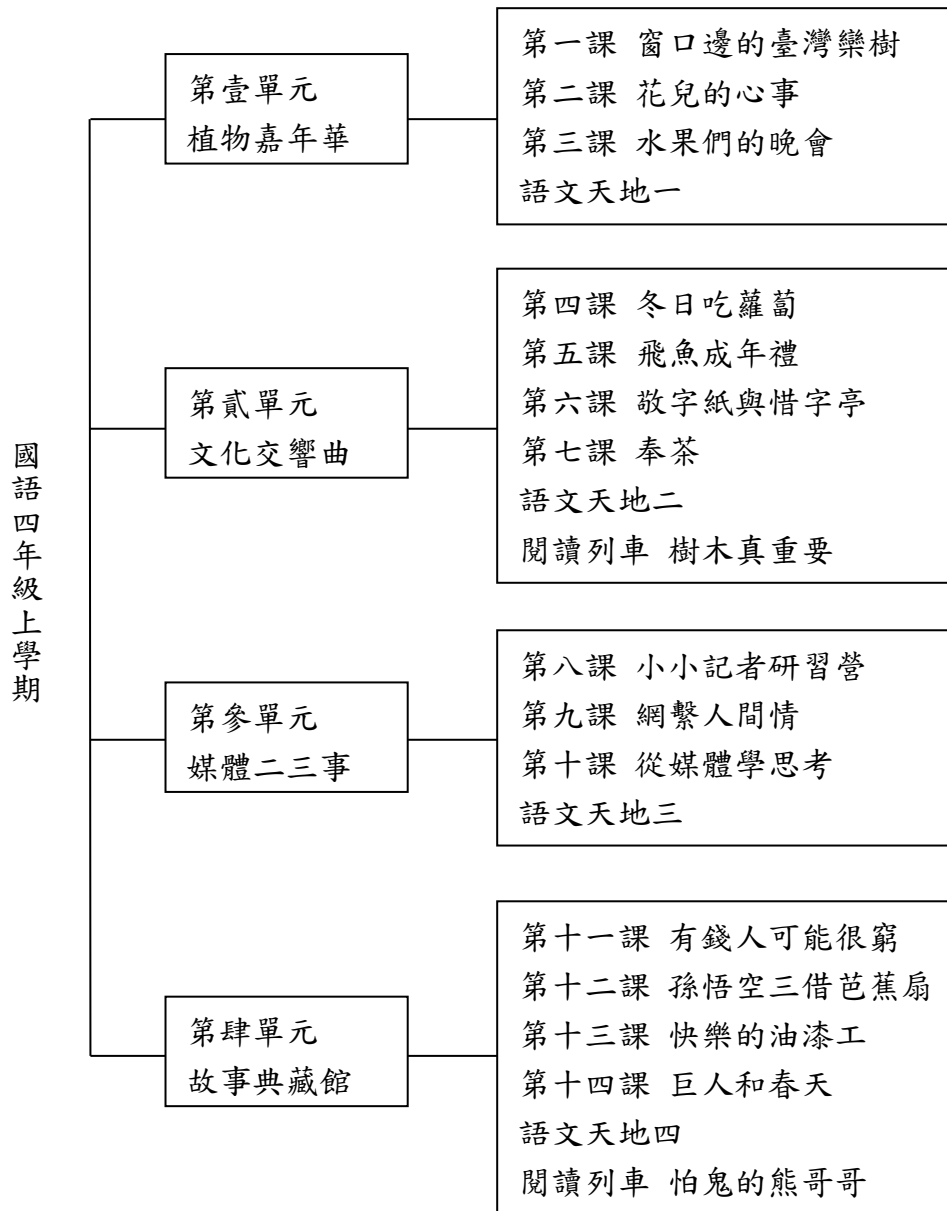 國語四年級上學期
第壹單元
植物嘉年華
第一課 窗口邊的臺灣欒樹
第二課 花兒的心事
第三課 水果們的晚會
語文天地一
第貳單元
文化交響曲
第四課 冬日吃蘿蔔
第五課 飛魚成年禮
第六課 敬字紙與惜字亭
第七課 奉茶
語文天地二
閱讀列車 樹木真重要
第參單元
媒體二三事
第八課 小小記者研習營
第九課 網繫人間情
第十課 從媒體學思考
語文天地三
第肆單元
故事典藏館
第十一課 有錢人可能很窮
第十二課 孫悟空三借芭蕉扇
第十三課 快樂的油漆工
第十四課 巨人和春天
語文天地四
閱讀列車 怕鬼的熊哥哥